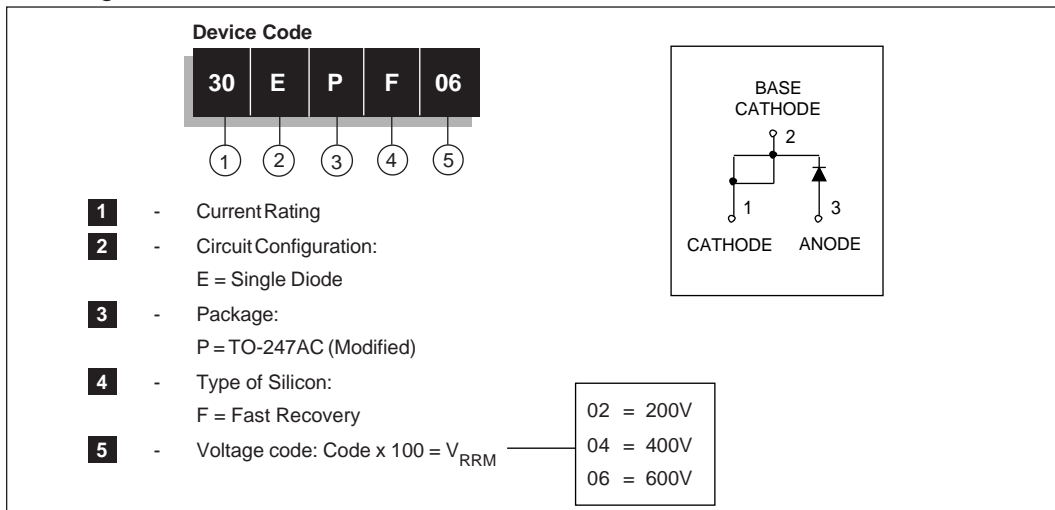 Device Code
30 E P F 06
1 2 3 4 5
1 - Current Rating
2 - Circuit Configuration:
E = Single Diode
3 - Package:
P = TO-247AC (Modified)
4 - Type of Silicon:
F = Fast Recovery
5 - Voltage code: Code x 100 = VRRM
02 = 200V
04 = 400V
06 = 600V
BASE
CATHODE
2
1 3
CATHODE ANODE